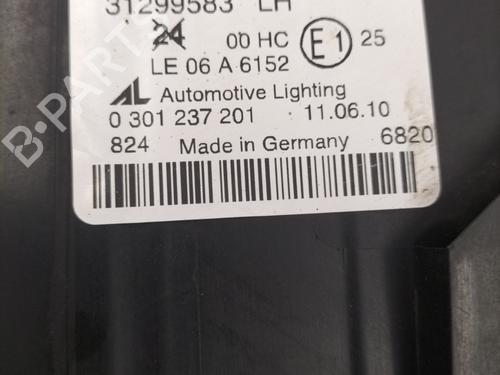 31299583 LH
24 00 HC E1 25
LE 06 A 6152
AL Automotive Lighting
0 301 237 201 11.06.10
824 Made in Germany 6820
B-PARTS